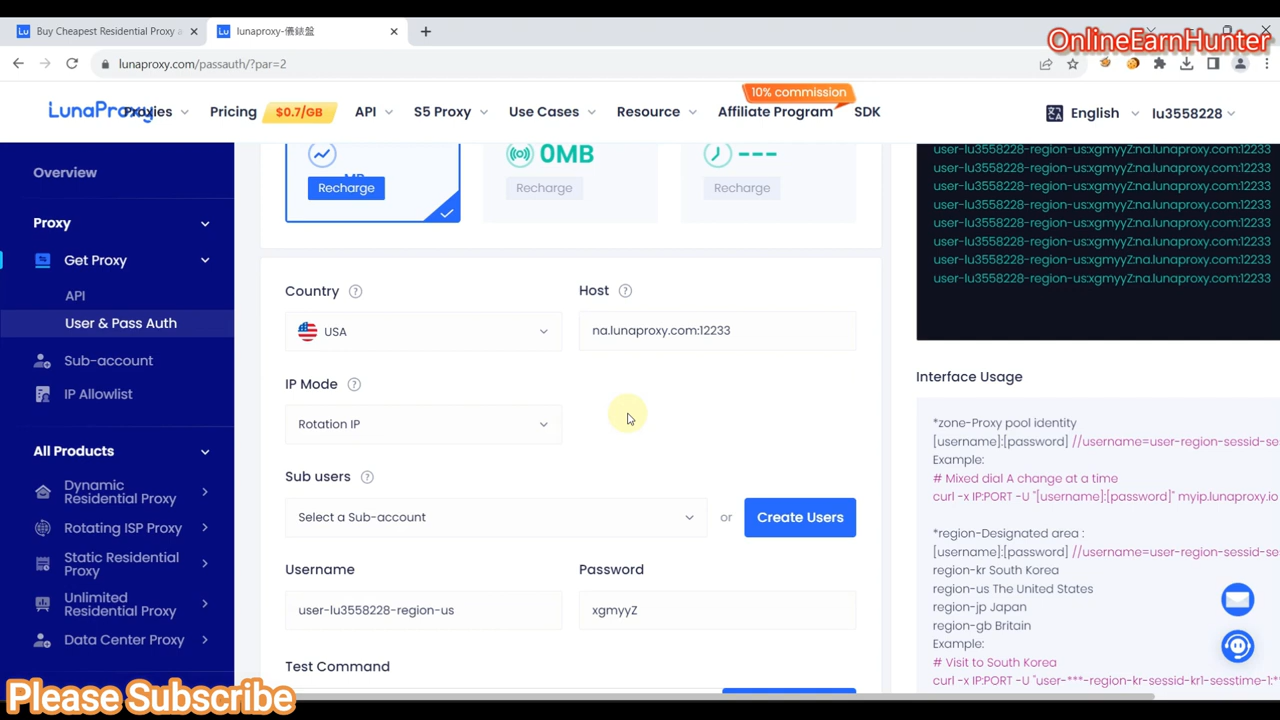 Buy Cheapest Residential Proxy
lunaproxy-儀錶盤
OnlineEarnHunter
lunaproxy.com/passauth/?par=2
LunaProxy
Proxies
Pricing
$0.7/GB
API
S5 Proxy
Use Cases
Resource
10% commission
Affiliate Program
SDK
English
lu3558228
Overview
Proxy
Get Proxy
API
User & Pass Auth
Sub-account
IP Allowlist
All Products
Dynamic
Residential Proxy
Rotating ISP Proxy
Static Residential
Proxy
Unlimited
Residential Proxy
Data Center Proxy
0MB
---
Recharge
Recharge
Recharge
Country
Host
USA
na.lunaproxy.com:12233
IP Mode
Rotation IP
Sub users
Select a Sub-account
or
Create Users
Username
Password
user-lu3558228-region-us
xgmyyZ
Test Command
user-lu3558228-region-us:xgmyyZ:na.lunaproxy.com:12233
user-lu3558228-region-us:xgmyyZ:na.lunaproxy.com:12233
user-lu3558228-region-us:xgmyyZ:na.lunaproxy.com:12233
user-lu3558228-region-us:xgmyyZ:na.lunaproxy.com:12233
user-lu3558228-region-us:xgmyyZ:na.lunaproxy.com:12233
user-lu3558228-region-us:xgmyyZ:na.lunaproxy.com:12233
user-lu3558228-region-us:xgmyyZ:na.lunaproxy.com:12233
user-lu3558228-region-us:xgmyyZ:na.lunaproxy.com:12233
Interface Usage
*zone-Proxy pool identity
[username]:[password] //username=user-region-sessid-se
Example:
# Mixed dial A change at a time
curl -x IP:PORT -U "[username]:[password]" myip.lunaproxy.io
*region-Designated area :
[username]:[password] //username=user-region-sessid-se
region-kr South Korea
region-us The United States
region-jp Japan
region-gb Britain
Example:
# Visit to South Korea
curl -x IP:PORT -U "user-***-region-kr-sessid-kr1-sesstime-1:**
Please Subscribe